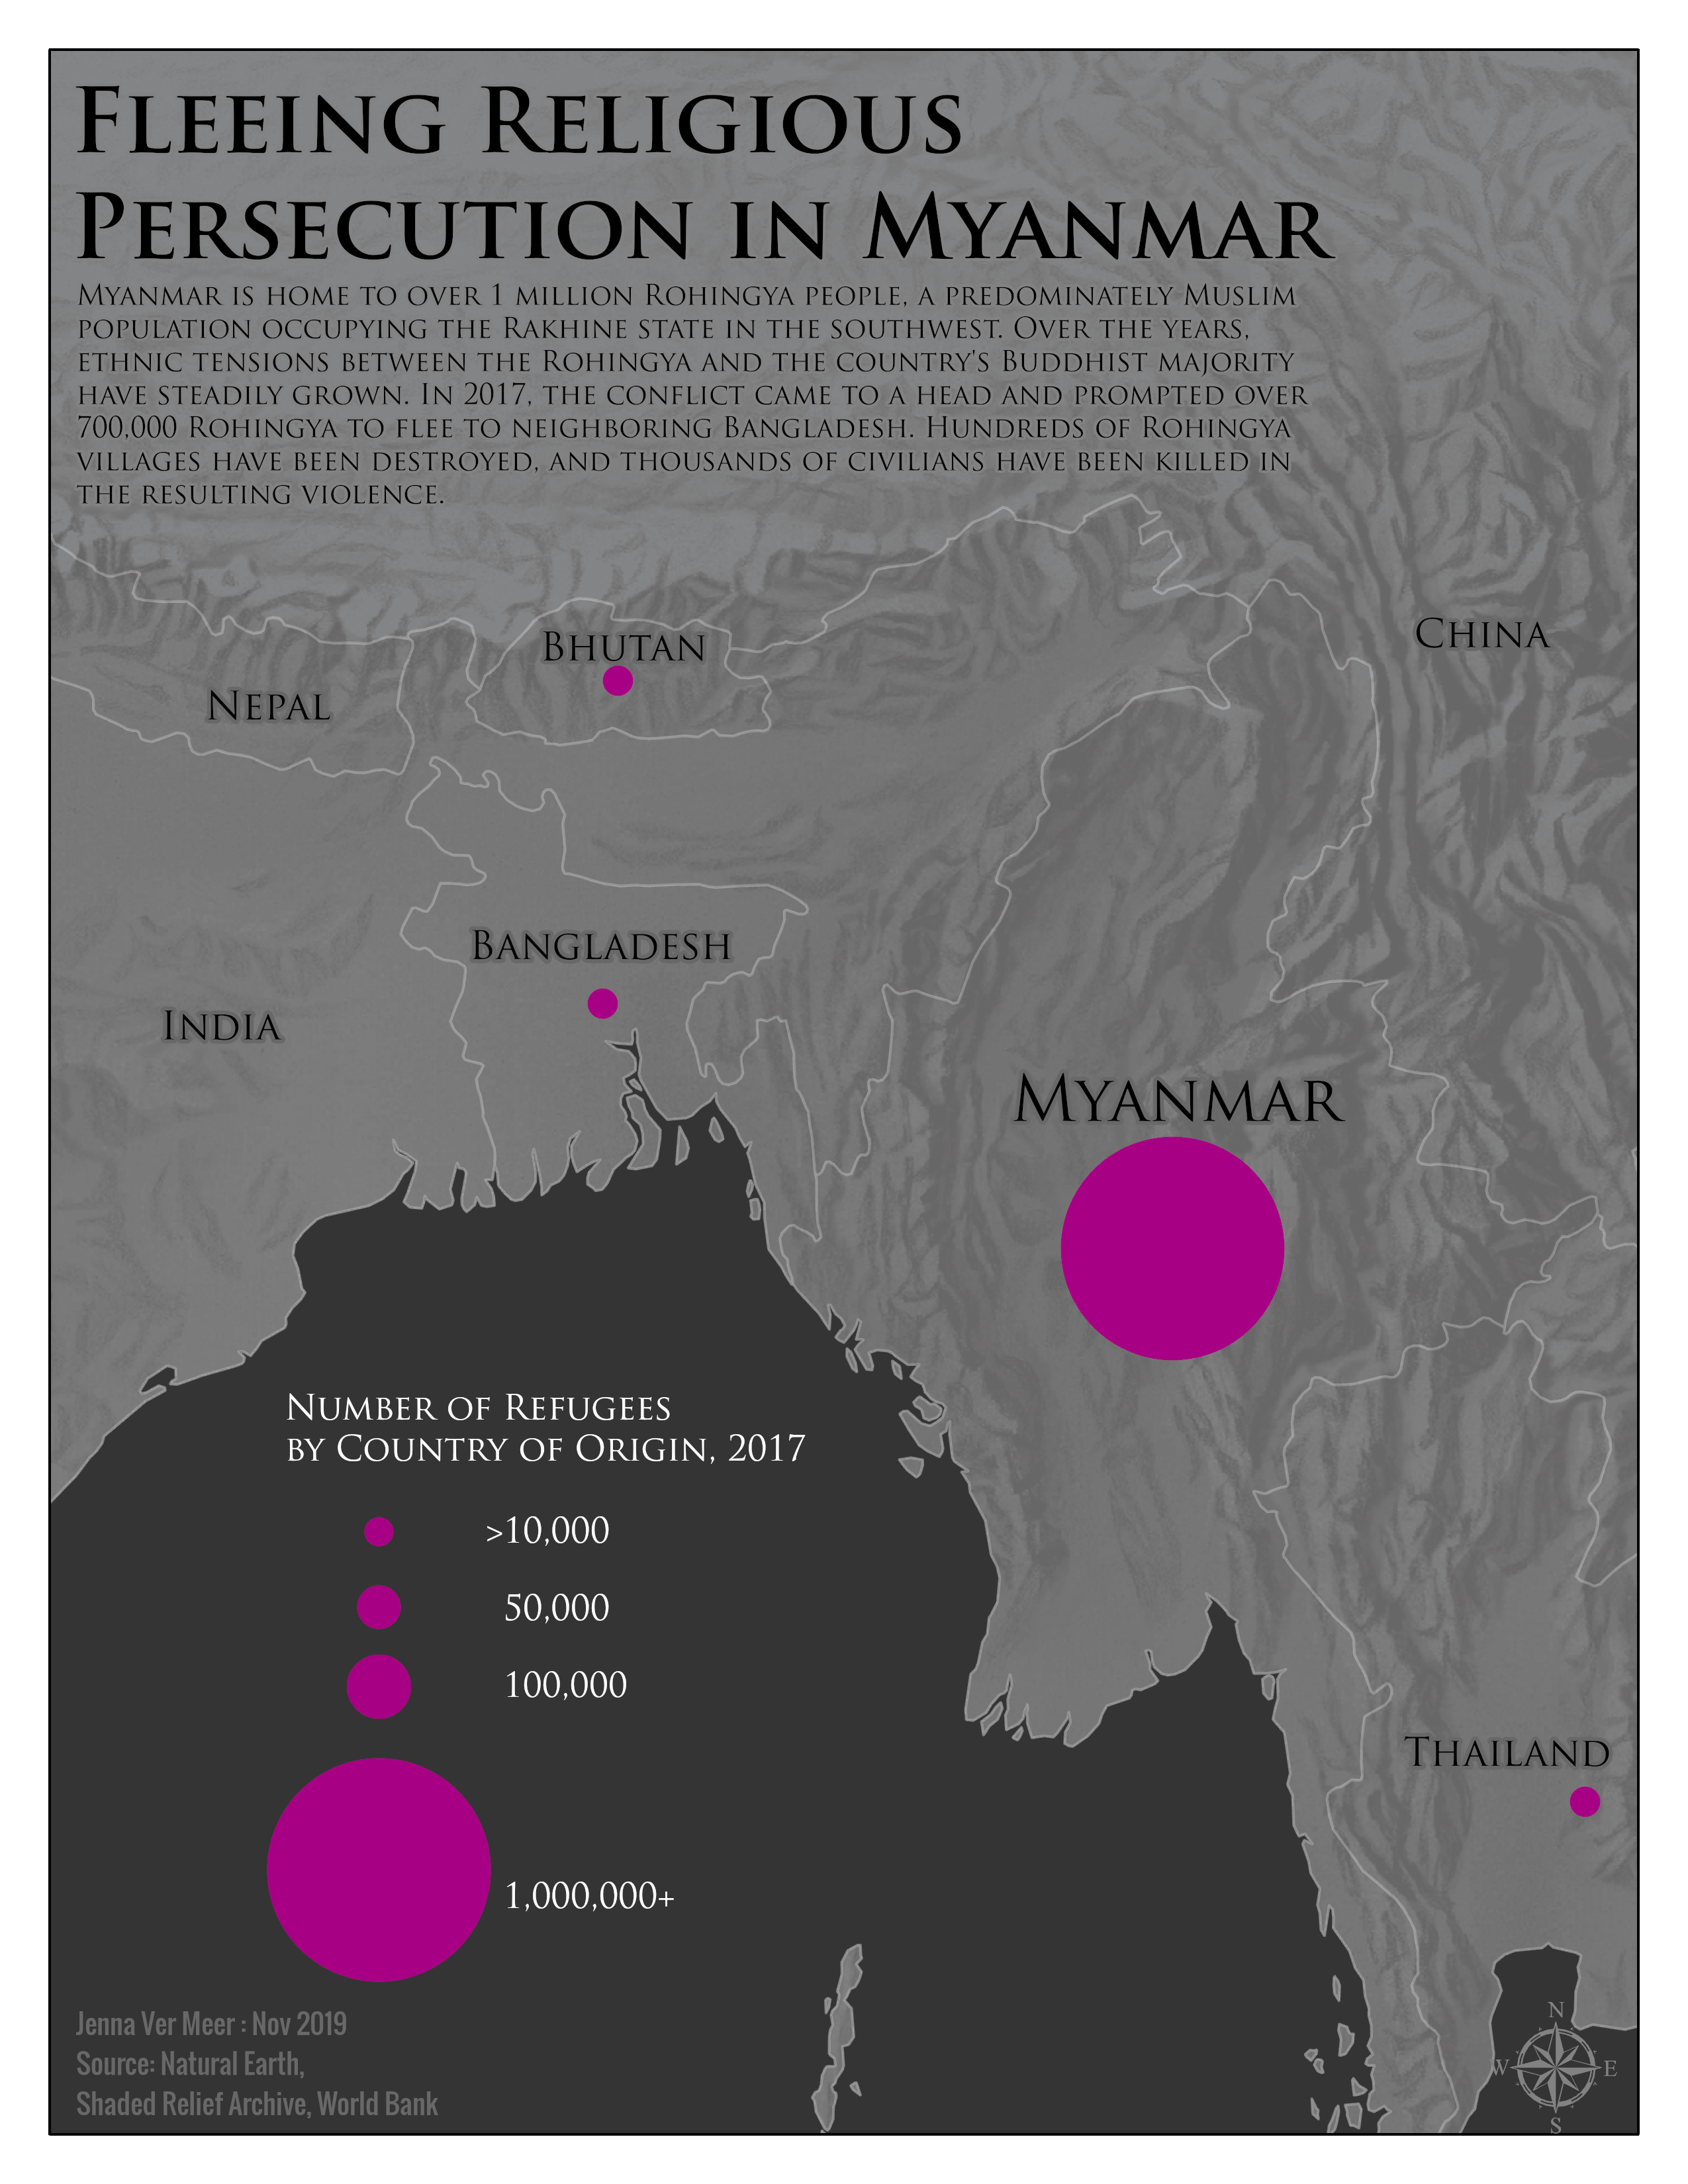 Fleeing Religious
Persecution in Myanmar
Myanmar is home to over 1 million Rohingya people, a predominately Muslim
population occupying the Rakhine state in the southwest. Over the years,
ethnic tensions between the Rohingya and the country's Buddhist majority
have steadily grown. In 2017, the conflict came to a head and prompted over
700,000 Rohingya to flee to neighboring Bangladesh. Hundreds of Rohingya
villages have been destroyed, and thousands of civilians have been killed in
the resulting violence.
China
Bhutan
Nepal
Bangladesh
India
Myanmar
Number of Refugees
by Country of Origin, 2017
>10,000
50,000
100,000
1,000,000+
Thailand
Jenna Ver Meer : Nov 2019
Source: Natural Earth,
Shaded Relief Archive, World Bank
N
W E
S